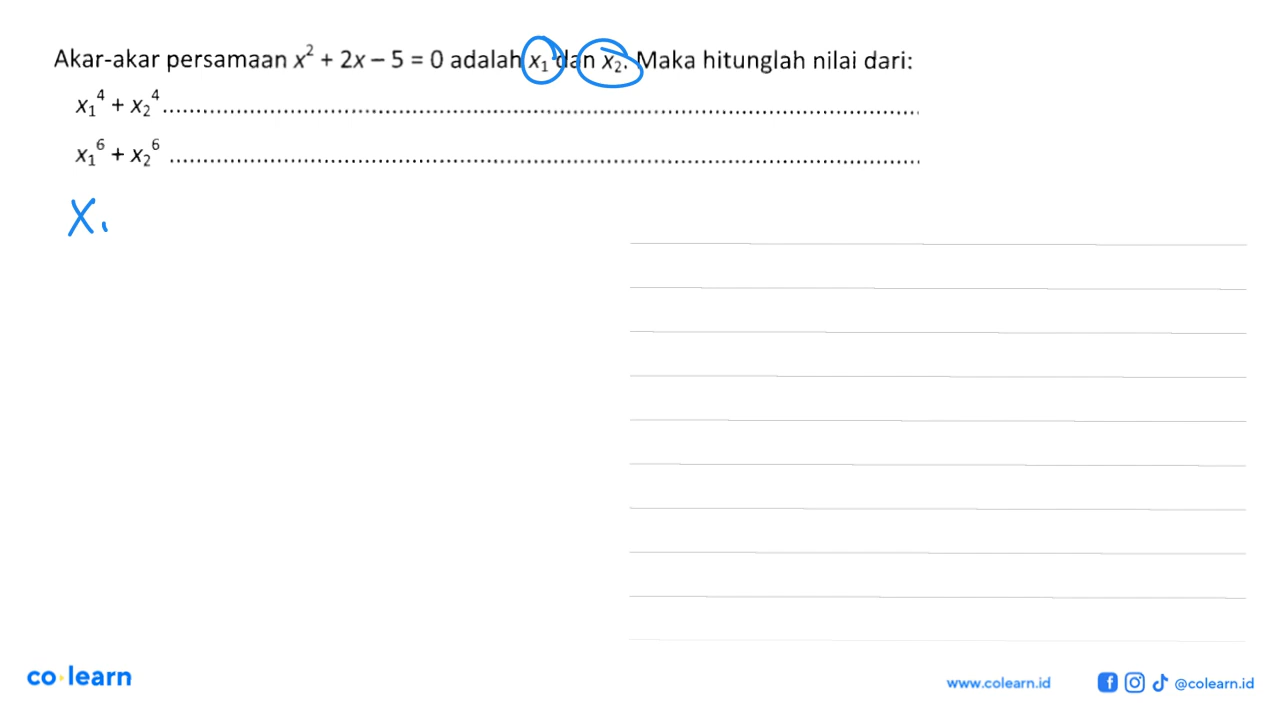 Akar-akar persamaan x² + 2x – 5 = 0 adalah x₁ dan x₂. Maka hitunglah nilai dari:
x₁⁴ + x₂⁴ ........................................................................................................
x₁⁶ + x₂⁶ ........................................................................................................
X₁
co·learn
www.colearn.id @colearn.id